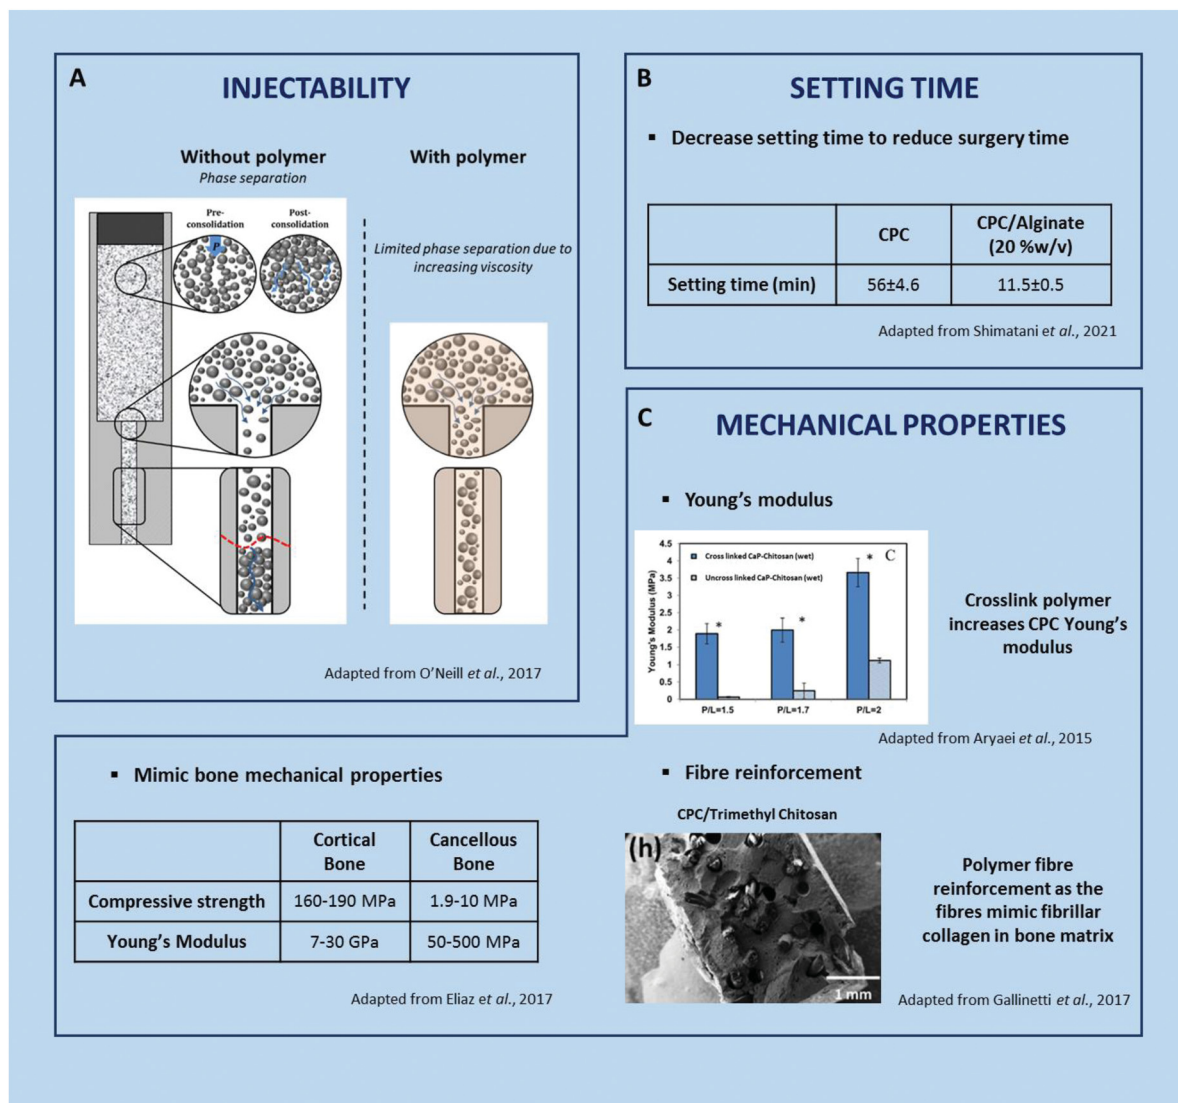 A
INJECTABILITY
Without polymer
Phase separation
With polymer
Pre-
consolidation
Post-
consolidation
P
Limited phase separation due to
increasing viscosity
Adapted from O'Neill et al., 2017
B
SETTING TIME
▪ Decrease setting time to reduce surgery time
CPC
CPC/Alginate
(20 %w/v)
Setting time (min)
56±4.6
11.5±0.5
Adapted from Shimatani et al., 2021
C
MECHANICAL PROPERTIES
▪ Young's modulus
Young's Modulus (MPa)
4.5
4
3.5
3
2.5
2
1.5
1
0.5
0
Cross linked CaP-Chitosan (wet)
Uncross linked CaP-Chitosan (wet)
* C
*
*
P/L=1.5
P/L=1.7
P/L=2
Crosslink polymer
increases CPC Young's
modulus
Adapted from Aryaei et al., 2015
▪ Mimic bone mechanical properties
Cortical
Bone
Cancellous
Bone
Compressive strength
160-190 MPa
1.9-10 MPa
Young's Modulus
7-30 GPa
50-500 MPa
Adapted from Eliaz et al., 2017
▪ Fibre reinforcement
CPC/Trimethyl Chitosan
(h)
1 mm
Polymer fibre
reinforcement as the
fibres mimic fibrillar
collagen in bone matrix
Adapted from Gallinetti et al., 2017